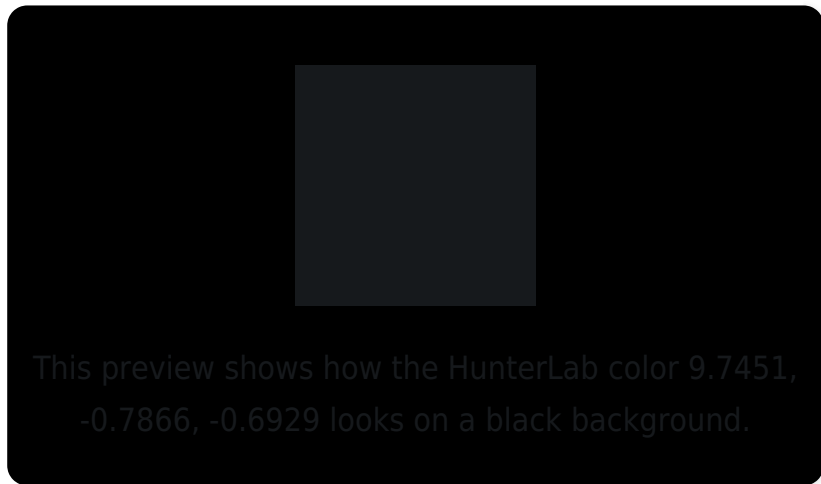 This preview shows how the HunterLab color 9.7451,
-0.7866, -0.6929 looks on a black background.